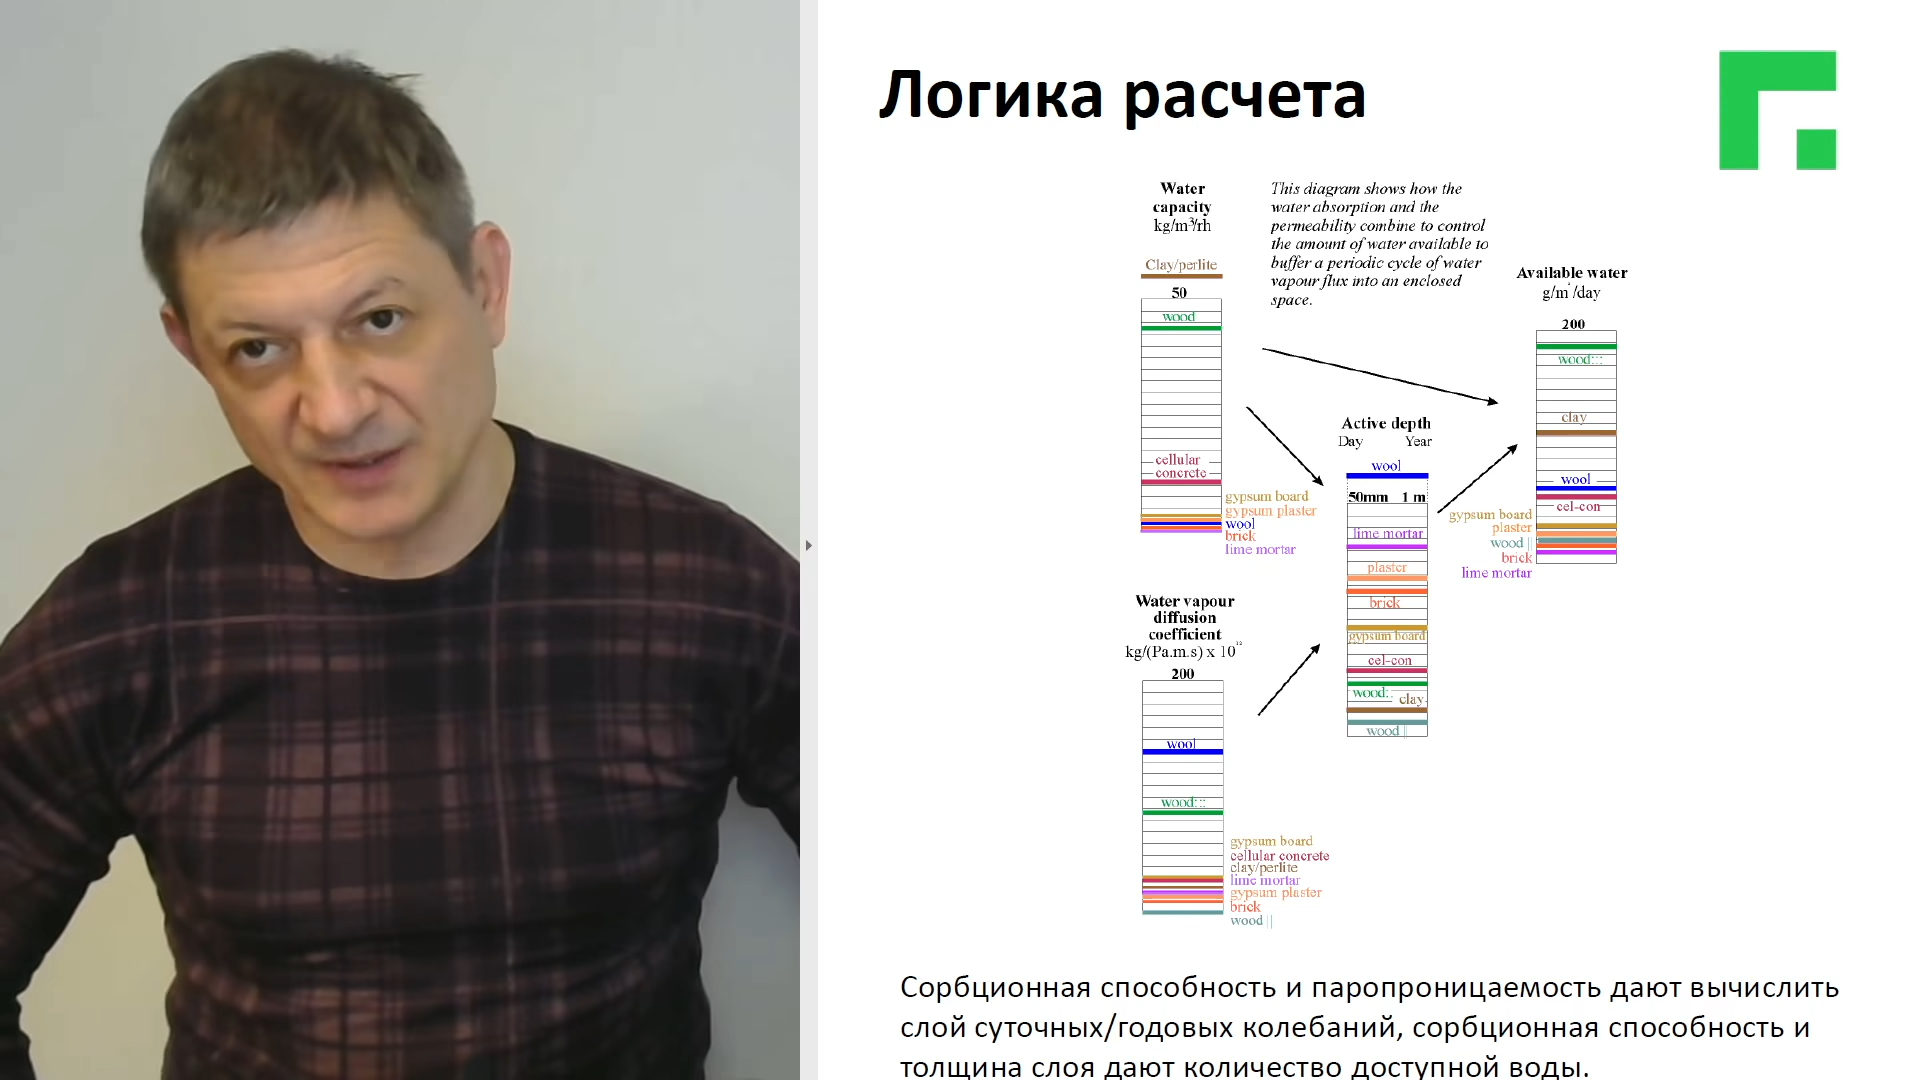 Логика расчета
Water
capacity
kg/m³/rh
Clay/perlite
50
wood
cellular
concrete
gypsum board
gypsum plaster
wool
brick
lime mortar
This diagram shows how the
water absorption and the
permeability combine to control
the amount of water available to
buffer a periodic cycle of water
vapour flux into an enclosed
space.
Available water
g/m²/day
200
wood:::
clay
wool
cel-con
gypsum board
plaster
wood ||
brick
lime mortar
Active depth
Day Year
wool
50mm 1 m
lime mortar
plaster
brick
gypsum board
cel-con
wood::
clay
wood ||
Water vapour
diffusion
coefficient
kg/(Pa.m.s) x 10¹²
200
wool
wood:::
gypsum board
cellular concrete
clay/perlite
lime mortar
gypsum plaster
brick
wood ||
Сорбционная способность и паропроницаемость дают вычислить
слой суточных/годовых колебаний, сорбционная способность и
толщина слоя дают количество доступной воды.